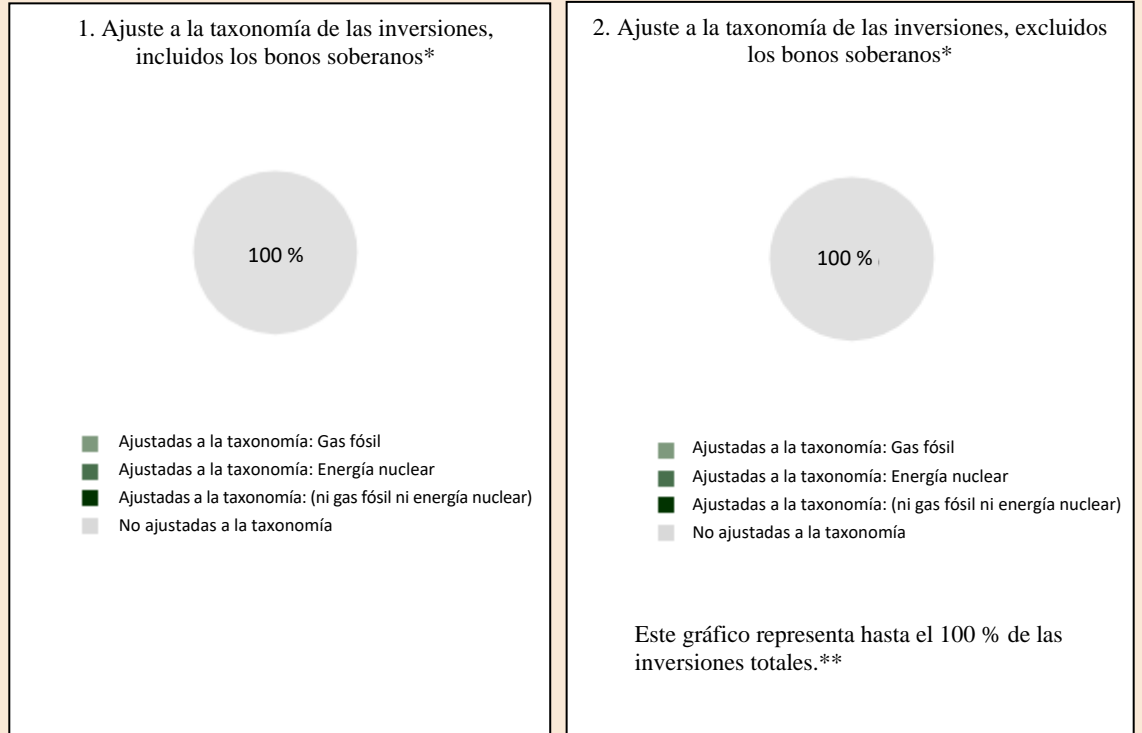 1. Ajuste a la taxonomía de las inversiones,
incluidos los bonos soberanos*
100 %
Ajustadas a la taxonomía: Gas fósil
Ajustadas a la taxonomía: Energía nuclear
Ajustadas a la taxonomía: (ni gas fósil ni energía nuclear)
No ajustadas a la taxonomía
2. Ajuste a la taxonomía de las inversiones, excluidos
los bonos soberanos*
100 %
Ajustadas a la taxonomía: Gas fósil
Ajustadas a la taxonomía: Energía nuclear
Ajustadas a la taxonomía: (ni gas fósil ni energía nuclear)
No ajustadas a la taxonomía
Este gráfico representa hasta el 100 % de las
inversiones totales.**